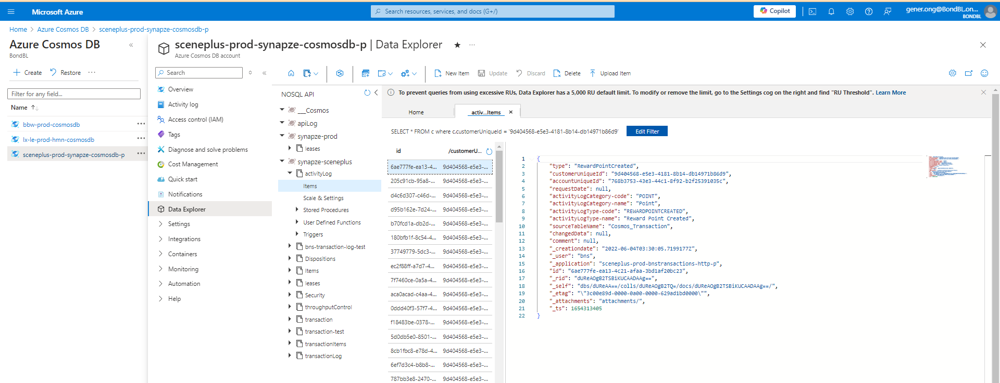 Microsoft Azure
Search resources, services, and docs (G+/)
Copilot
gener.ong@BondBL.on...
BONDBL
Home > Azure Cosmos DB > sceneplus-prod-synapze-cosmosdb-p
Azure Cosmos DB
BondBL
Create
Restore
Filter for any field...
Name
bbw-prod-cosmosdb
lx-le-prod-hmn-cosmosdb
sceneplus-prod-synapze-cosmosdb-p
sceneplus-prod-synapze-cosmosdb-p | Data Explorer
Azure Cosmos DB account
Search
Overview
Activity log
Access control (IAM)
Tags
Diagnose and solve problems
Cost Management
Quick start
Notifications
Data Explorer
Settings
Integrations
Containers
Monitoring
Automation
Help
New Item
Update
Discard
Delete
Upload Item
NOSQL API
__Cosmos
apiLog
synapze-prod
leases
synapze-sceneplus
activityLog
Items
Scale & Settings
Stored Procedures
User Defined Functions
Triggers
bns-transaction-log-test
Dispositions
Items
leases
Security
throughputControl
transaction
transaction-test
transactionItems
transactionLog
To prevent queries from using excessive RUs, Data Explorer has a 5,000 RU default limit. To modify or remove the limit, go to the Settings cog on the right and find "RU Threshold". Learn More
Home
activ...Items
SELECT * FROM c where c.customerUniqueId = '9d404568-e5e3-4181-8b14-db14971b86d9'
Edit Filter
id /customerU...
6ae777fe-ea13-4... 9d404568-e5e3-...
205c91cb-95a8-... 9d404568-e5e3-...
d4c6d307-c46d-... 9d404568-e5e3-...
d95b162e-7d24-... 9d404568-e5e3-...
b70fcd1a-db2d-... 9d404568-e5e3-...
180bfb1f-8c54-4... 9d404568-e5e3-...
37749779-5dc3-... 9d404568-e5e3-...
ec2f88ff-a7d7-4... 9d404568-e5e3-...
7f7460ce-0a5a-4... 9d404568-e5e3-...
aca0acad-c4aa-4... 9d404568-e5e3-...
0ddd40f3-57f7-4... 9d404568-e5e3-...
f18483be-0378-... 9d404568-e5e3-...
5d0db5e0-8501-... 9d404568-e5e3-...
8cb1fbc8-e78d-4... 9d404568-e5e3-...
6ef7d3c4-b8b8-... 9d404568-e5e3-...
787bb3e8-2470-... 9d404568-e5e3-...
1 {
2 "type": "RewardPointCreated",
3 "customerUniqueId": "9d404568-e5e3-4181-8b14-db14971b86d9",
4 "accountUniqueId": "768b3753-43e3-44c1-8f92-b2f25391035c",
5 "requestDate": null,
6 "activityLogCategory-code": "POINT",
7 "activityLogCategory-name": "Point",
8 "activityLogType-code": "REWARDPOINTCREATED",
9 "activityLogType-name": "Reward Point Created",
10 "sourceTableName": "Cosmos_Transaction",
11 "changedData": null,
12 "comment": null,
13 "_creationdate": "2022-06-04T03:30:05.7199177Z",
14 "_user": "bns",
15 "_application": "sceneplus-prod-bnstransactions-http-p",
16 "id": "6ae777fe-ea13-4c21-afaa-3bd1af20bc23",
17 "_rid": "dUReAOgB2TSBiKUCAADAAg==",
18 "_self": "dbs/dUReAA==/colls/dUReAOgB2TQ=/docs/dUReAOgB2TSBiKUCAADAAg==/",
19 "_etag": "\"3c00e89d-0000-0a00-0000-629ad1bd0000\"",
20 "_attachments": "attachments/",
21 "_ts": 1654313405
22 }